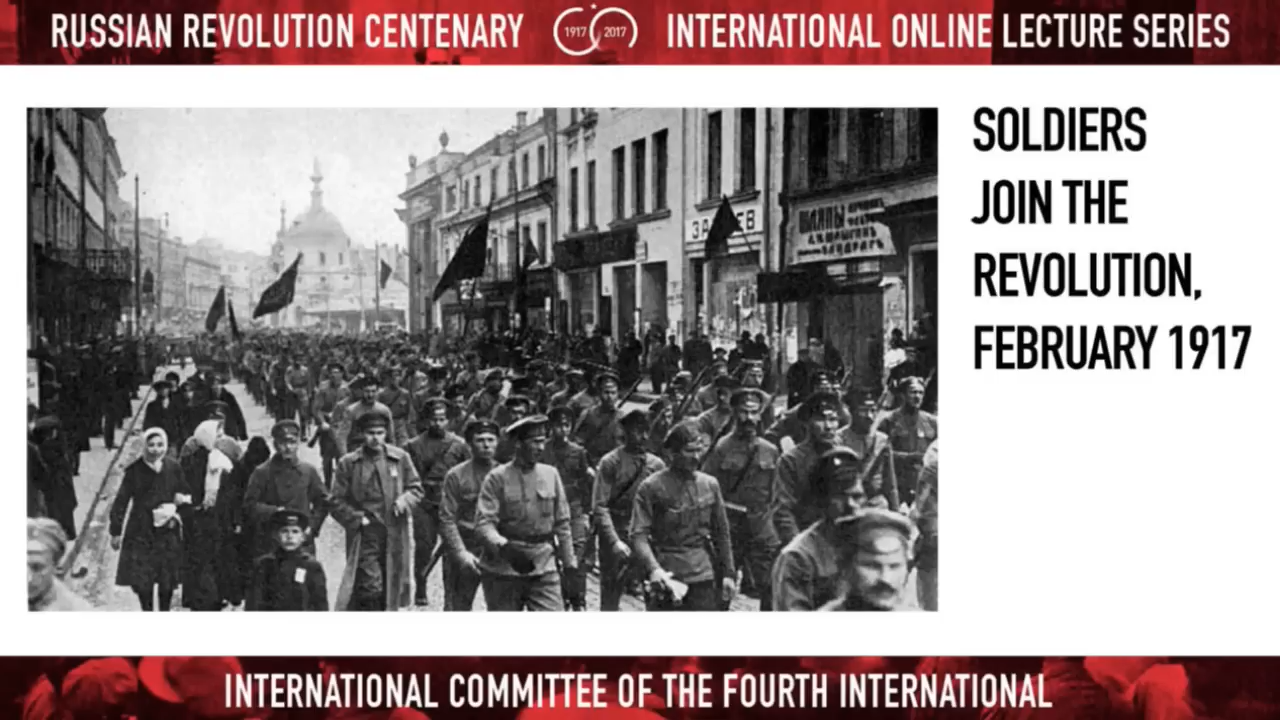 RUSSIAN REVOLUTION CENTENARY 1917 2017 INTERNATIONAL ONLINE LECTURE SERIES
SOLDIERS
JOIN THE
REVOLUTION,
FEBRUARY 1917
ШЛЯПЫ
INTERNATIONAL COMMITTEE OF THE FOURTH INTERNATIONAL